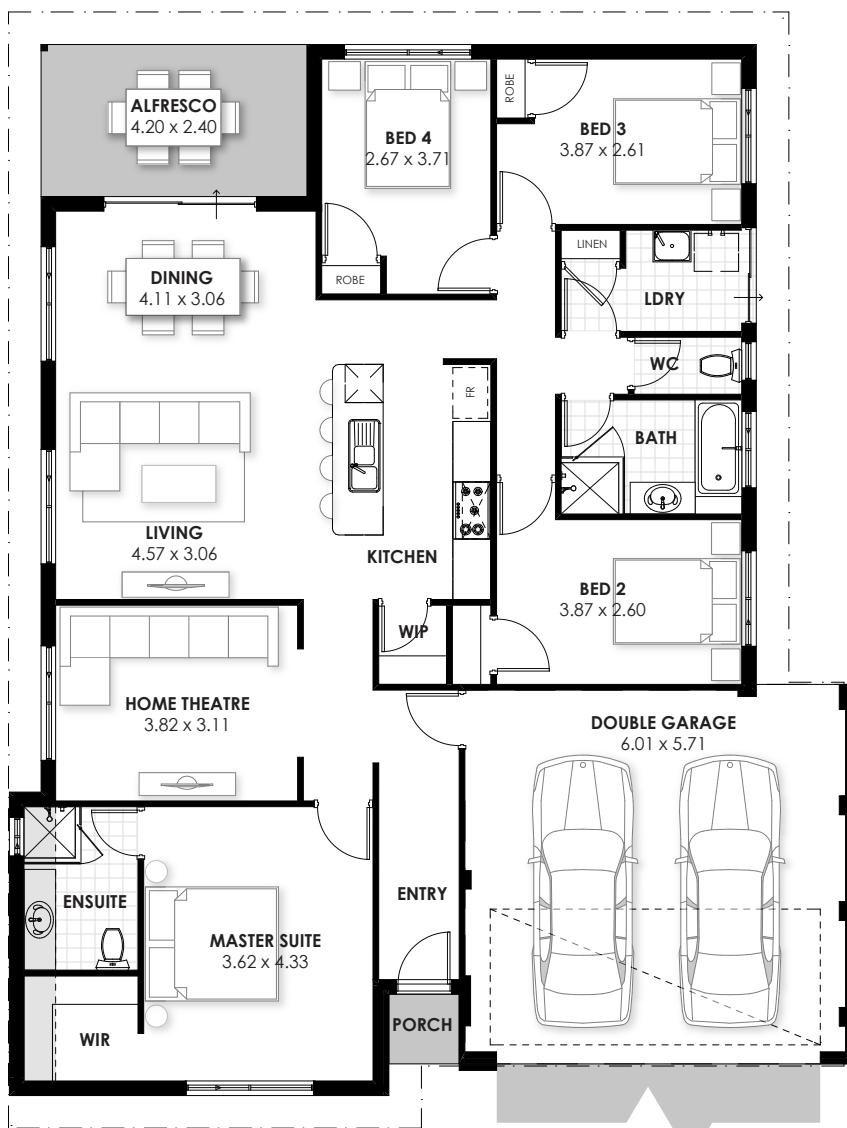 ALFRESCO
4.20 x 2.40
BED 4
2.67 x 3.71
ROBE
ROBE
BED 3
3.87 x 2.61
DINING
4.11 x 3.06
LINEN
LDRY
WC
FR
BATH
LIVING
4.57 x 3.06
KITCHEN
BED 2
3.87 x 2.60
WIP
HOME THEATRE
3.82 x 3.11
DOUBLE GARAGE
6.01 x 5.71
ENSUITE
ENTRY
MASTER SUITE
3.62 x 4.33
WIR
PORCH